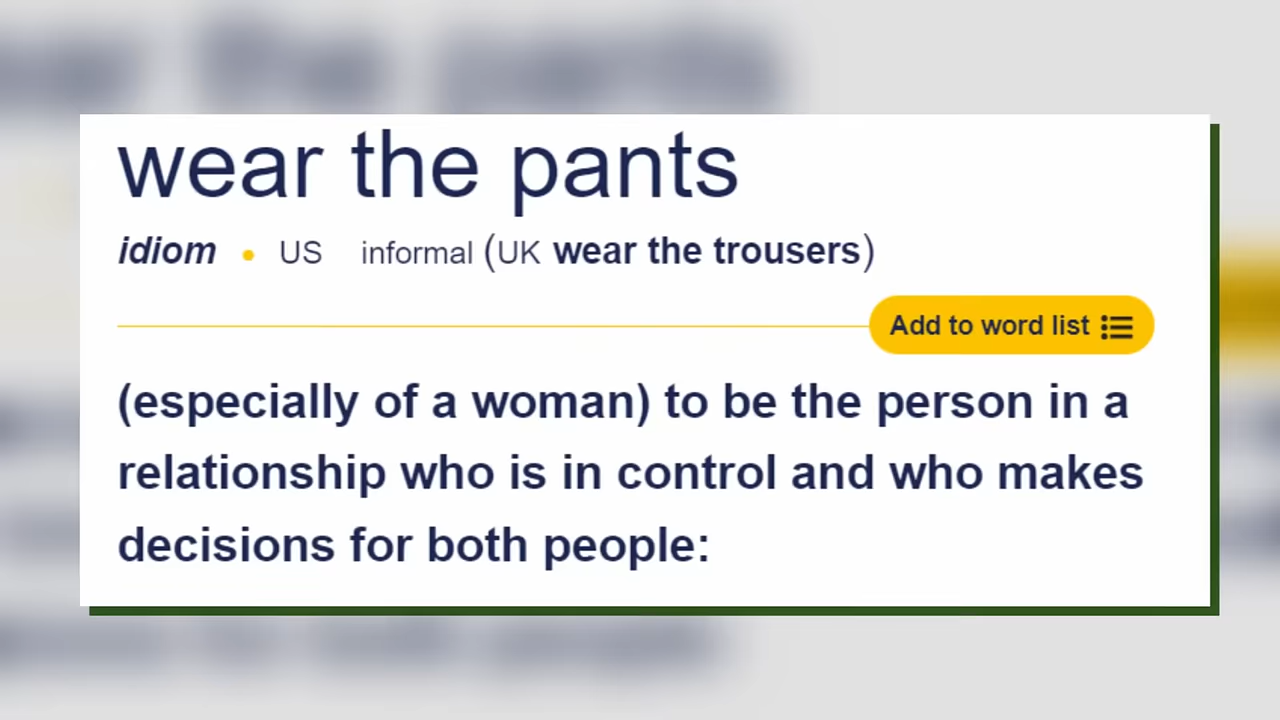 wear the pants
idiom • US informal (UK wear the trousers)
Add to word list
(especially of a woman) to be the person in a
relationship who is in control and who makes
decisions for both people: